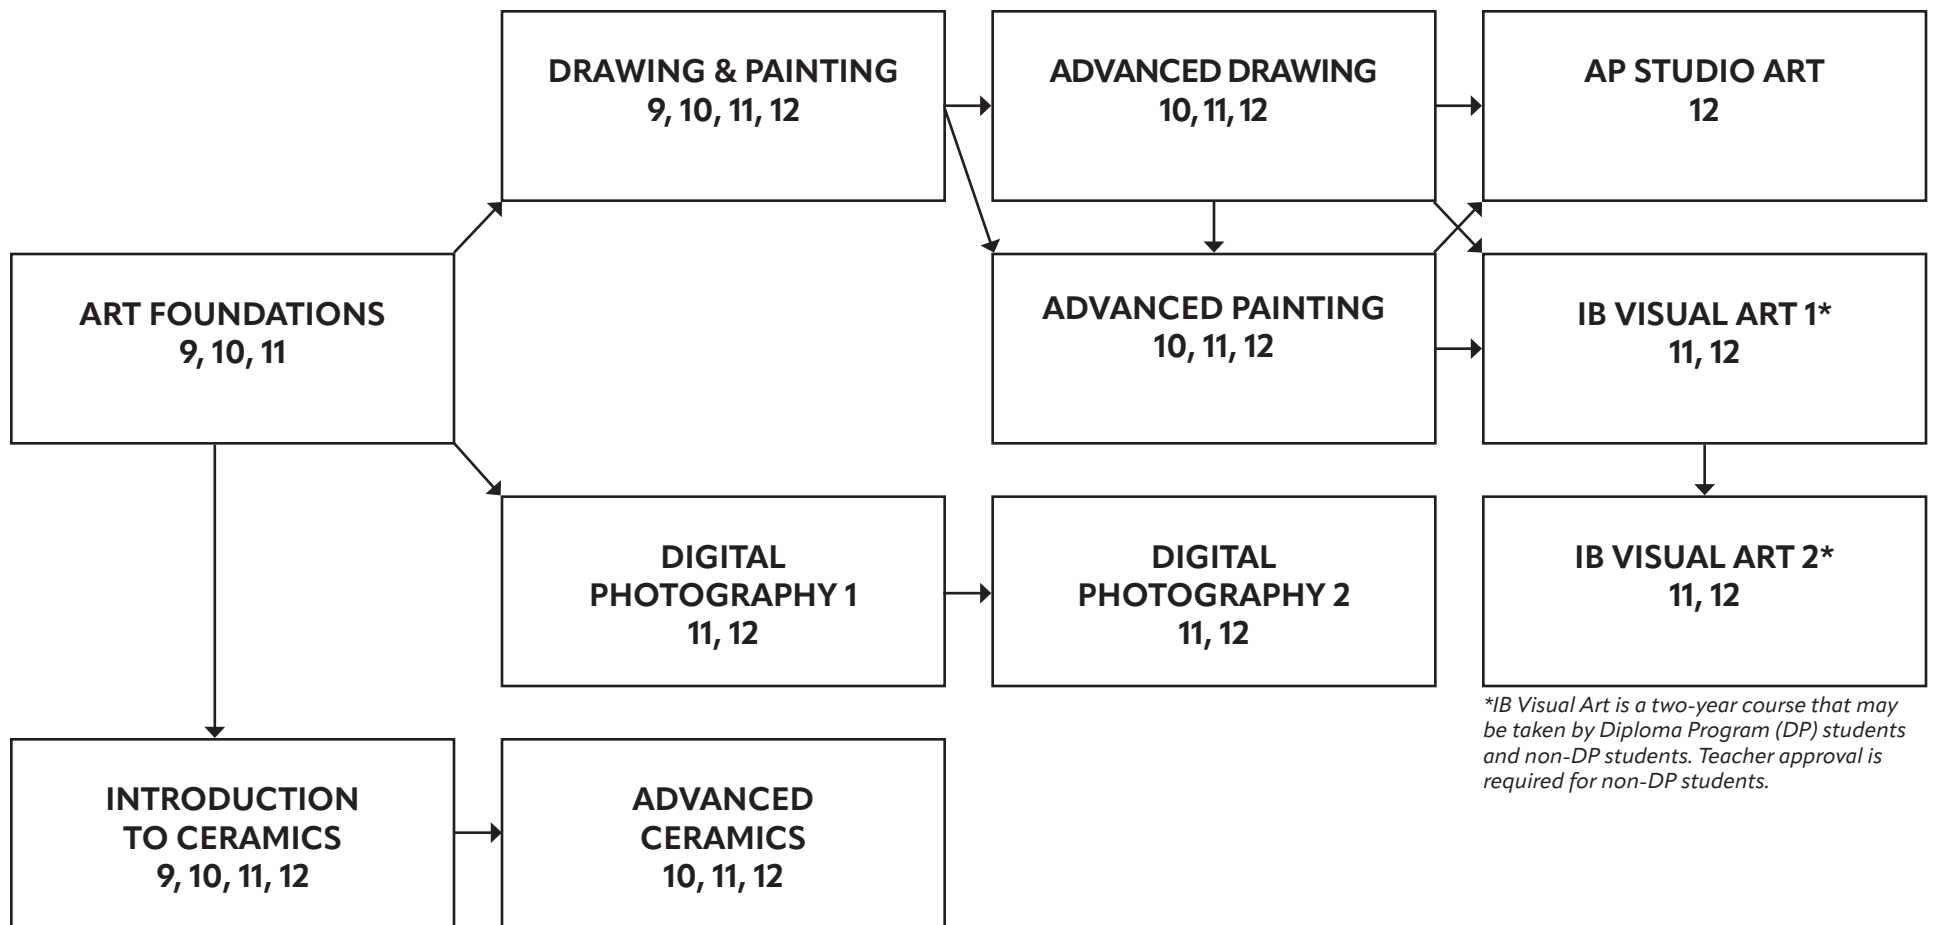 DRAWING & PAINTING
9, 10, 11, 12
ADVANCED DRAWING
10, 11, 12
AP STUDIO ART
12
ART FOUNDATIONS
9, 10, 11
ADVANCED PAINTING
10, 11, 12
IB VISUAL ART 1*
11, 12
DIGITAL
PHOTOGRAPHY 1
11, 12
DIGITAL
PHOTOGRAPHY 2
11, 12
IB VISUAL ART 2*
11, 12
*IB Visual Art is a two-year course that may
be taken by Diploma Program (DP) students
and non-DP students. Teacher approval is
required for non-DP students.
INTRODUCTION
TO CERAMICS
9, 10, 11, 12
ADVANCED
CERAMICS
10, 11, 12